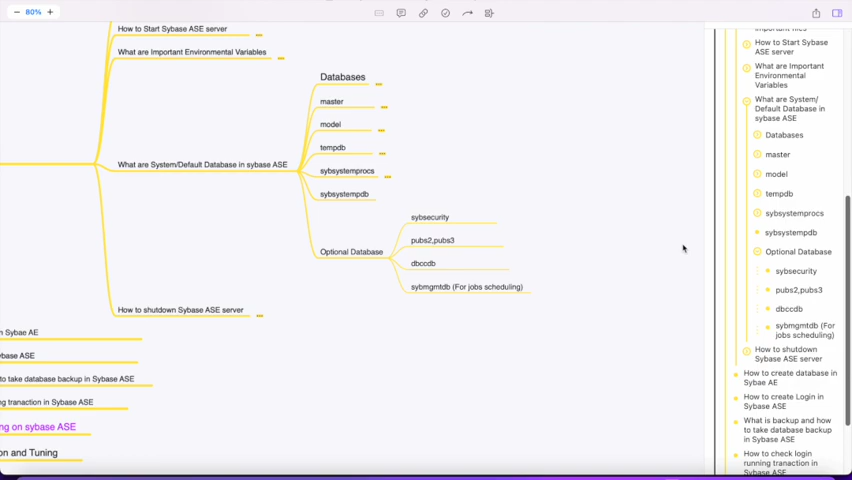 80%
How to Start Sybase ASE server
What are Important Environmental Variables
Databases
master
model
tempdb
What are System/Default Database in sybase ASE
sybsystemprocs
sybsystempdb
sybsecurity
pubs2,pubs3
Optional Database
dbccdb
sybmgmtdb (For jobs scheduling)
How to shutdown Sybase ASE server
n Sybae AE
ybase ASE
to take database backup in Sybase ASE
ng tranaction in Sybase ASE
ng on sybase ASE
on and Tuning
How to Start Sybase
ASE server
What are Important
Environmental
Variables
What are System/
Default Database in
sybase ASE
Databases
master
model
tempdb
sybsystemprocs
sybsystempdb
Optional Database
sybsecurity
pubs2,pubs3
dbccdb
sybmgmtdb (For
jobs scheduling)
How to shutdown
Sybase ASE server
How to create database in
Sybae AE
How to create Login in
Sybase ASE
What is backup and how
to take database backup
in Sybase ASE
How to check login
running tranaction in
Sybase ASE